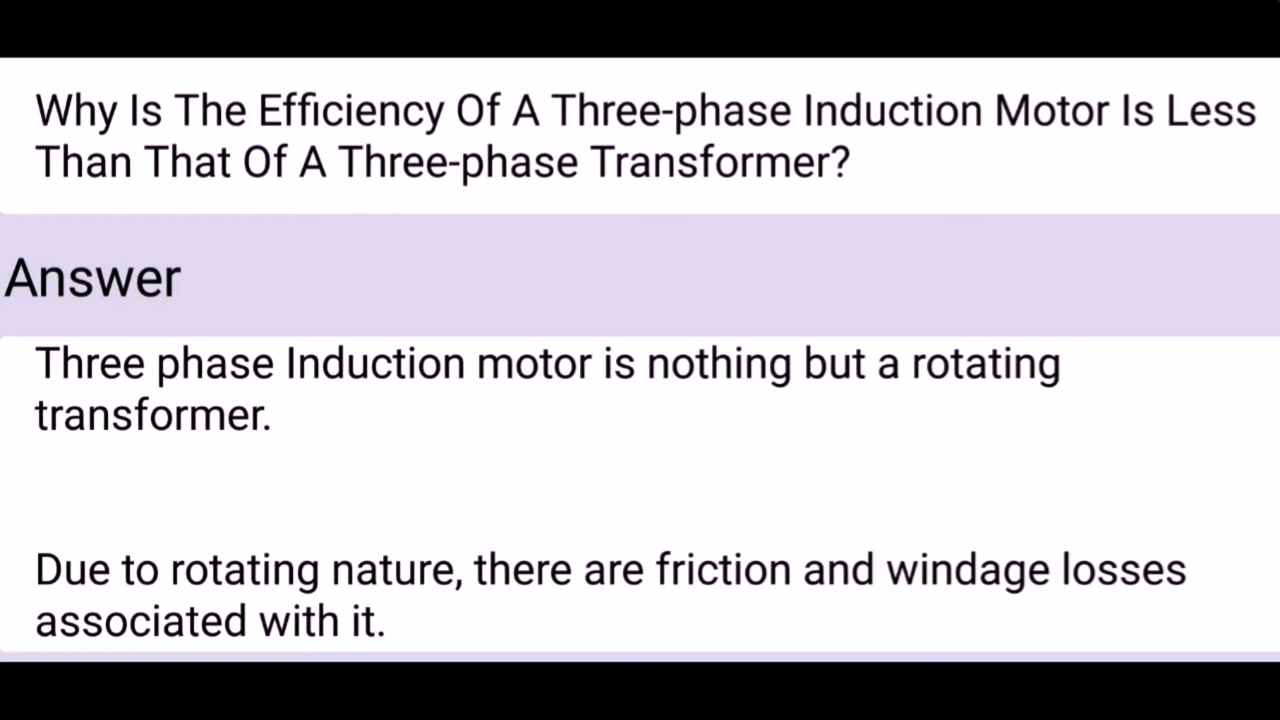 Why Is The Efficiency Of A Three-phase Induction Motor Is Less
Than That Of A Three-phase Transformer?
Answer
Three phase Induction motor is nothing but a rotating
transformer.
Due to rotating nature, there are friction and windage losses
associated with it.